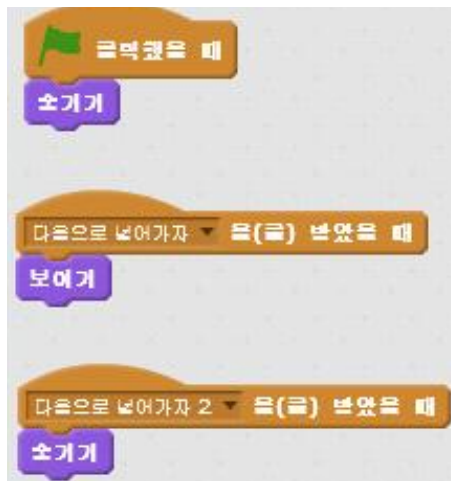 클릭했을 때
숨기기
다음으로 넘어가자 을(를) 받았을 때
보이기
다음으로 넘어가자 2 을(를) 받았을 때
숨기기